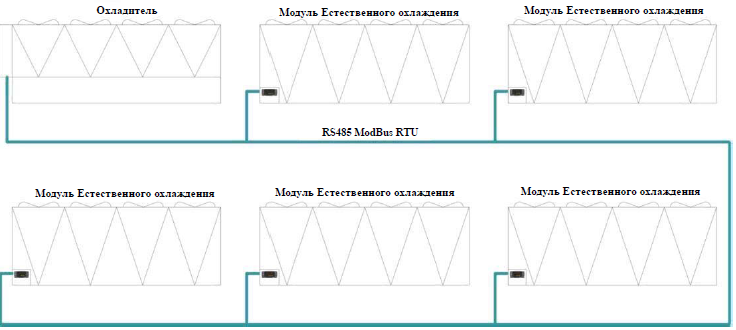 Охладитель
Модуль Естественного охлаждения
Модуль Естественного охлаждения
RS485 ModBus RTU
Модуль Естественного охлаждения
Модуль Естественного охлаждения
Модуль Естественного охлаждения